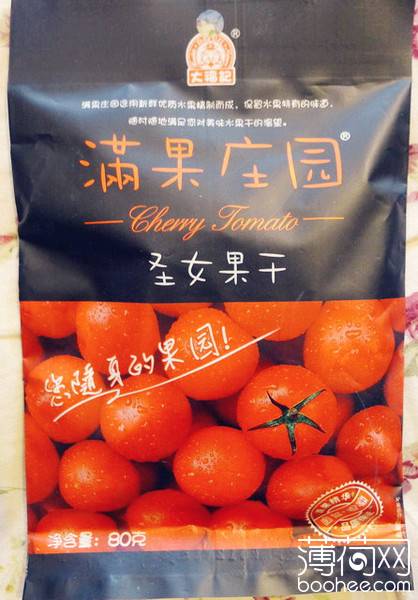 大福记
®
满果庄园选用新鲜优质水果精制而成，保留水果特有的味道，
随时随地满足您对美味水果干的渴望。
滿果庄园®
Cherry Tomato
圣女果干
您随身的果园!
净含量: 80克
薄荷网
boohee.com